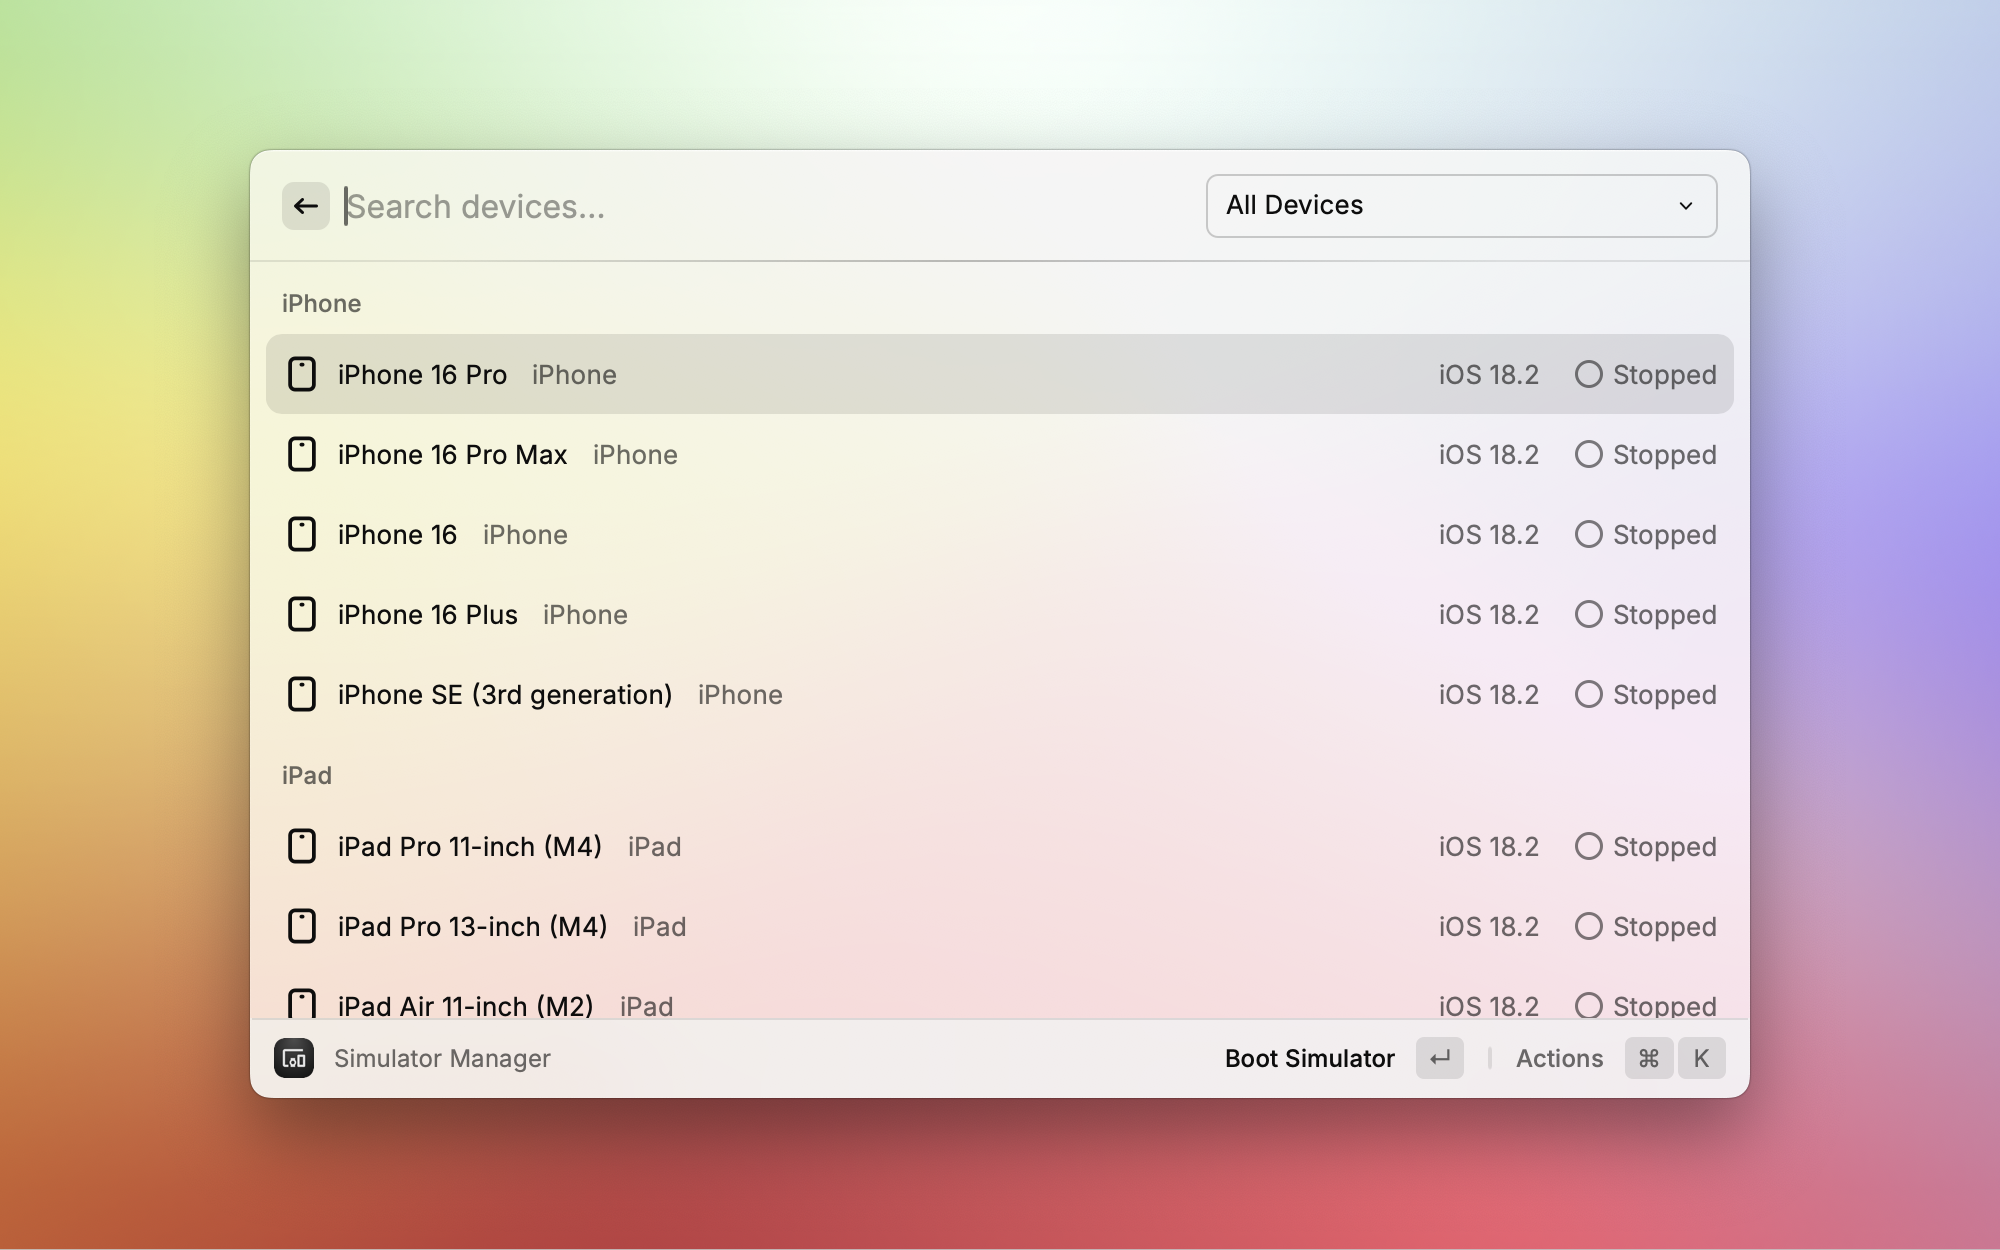 Search devices...
All Devices
iPhone
iPhone 16 Pro iPhone iOS 18.2 Stopped
iPhone 16 Pro Max iPhone iOS 18.2 Stopped
iPhone 16 iPhone iOS 18.2 Stopped
iPhone 16 Plus iPhone iOS 18.2 Stopped
iPhone SE (3rd generation) iPhone iOS 18.2 Stopped
iPad
iPad Pro 11-inch (M4) iPad iOS 18.2 Stopped
iPad Pro 13-inch (M4) iPad iOS 18.2 Stopped
iPad Air 11-inch (M2) iPad iOS 18.2 Stopped
Simulator Manager Boot Simulator ↵ Actions ⌘ K